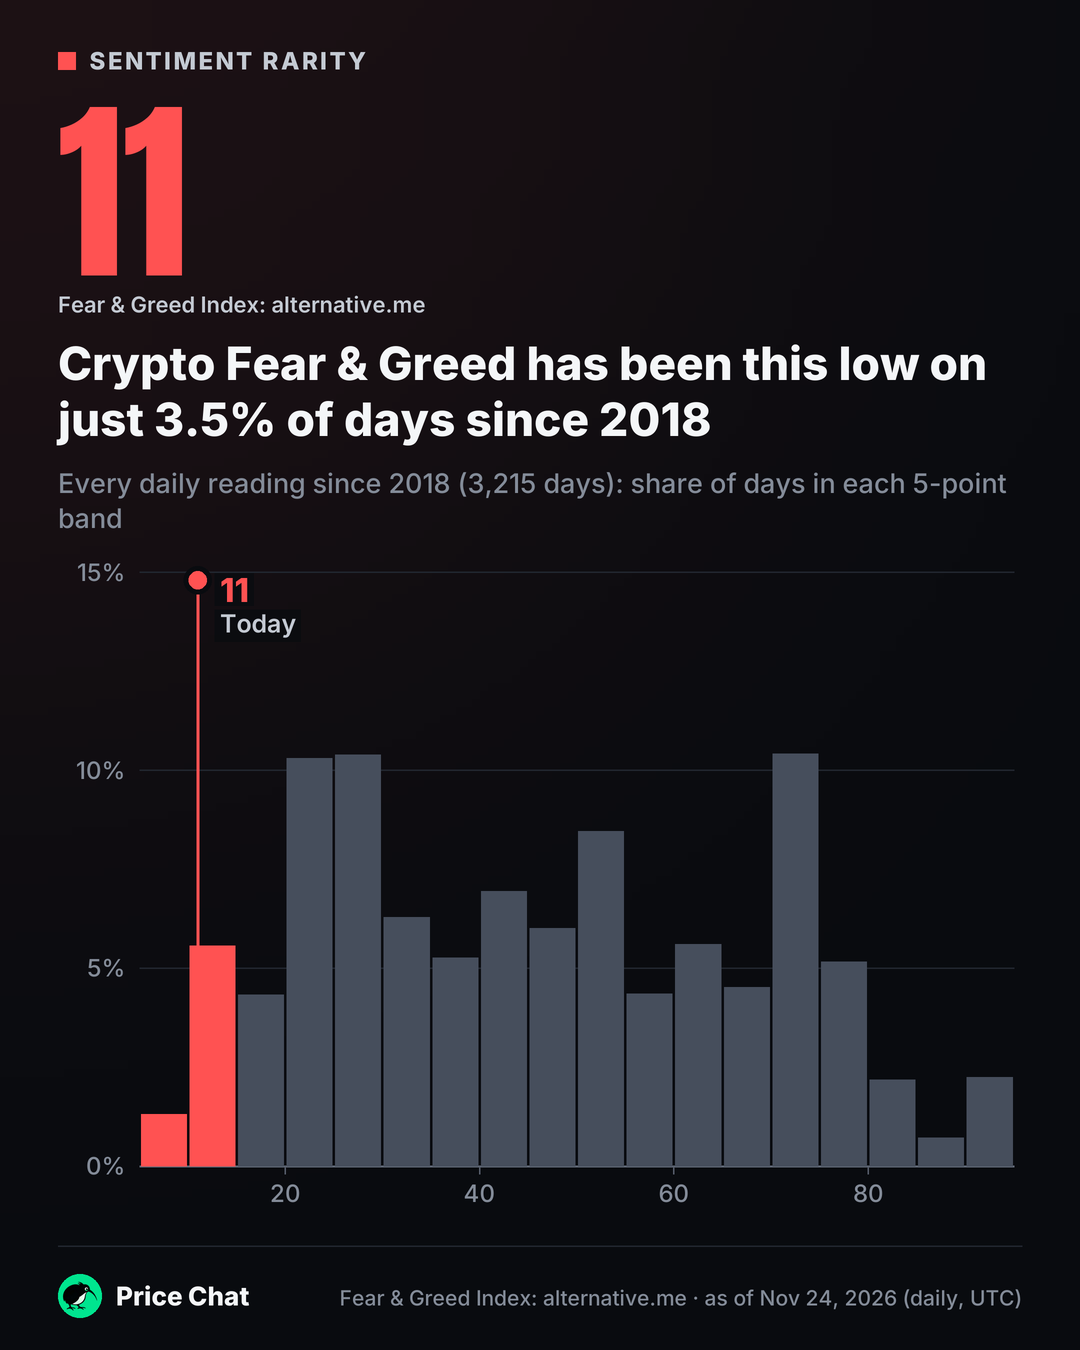 SENTIMENT RARITY
11
Fear & Greed Index: alternative.me
Crypto Fear & Greed has been this low on
just 3.5% of days since 2018
Every daily reading since 2018 (3,215 days): share of days in each 5-point
band
15%
11
Today
10%
5%
0%
20 40 60 80
Price Chat
Fear & Greed Index: alternative.me · as of Nov 24, 2026 (daily, UTC)